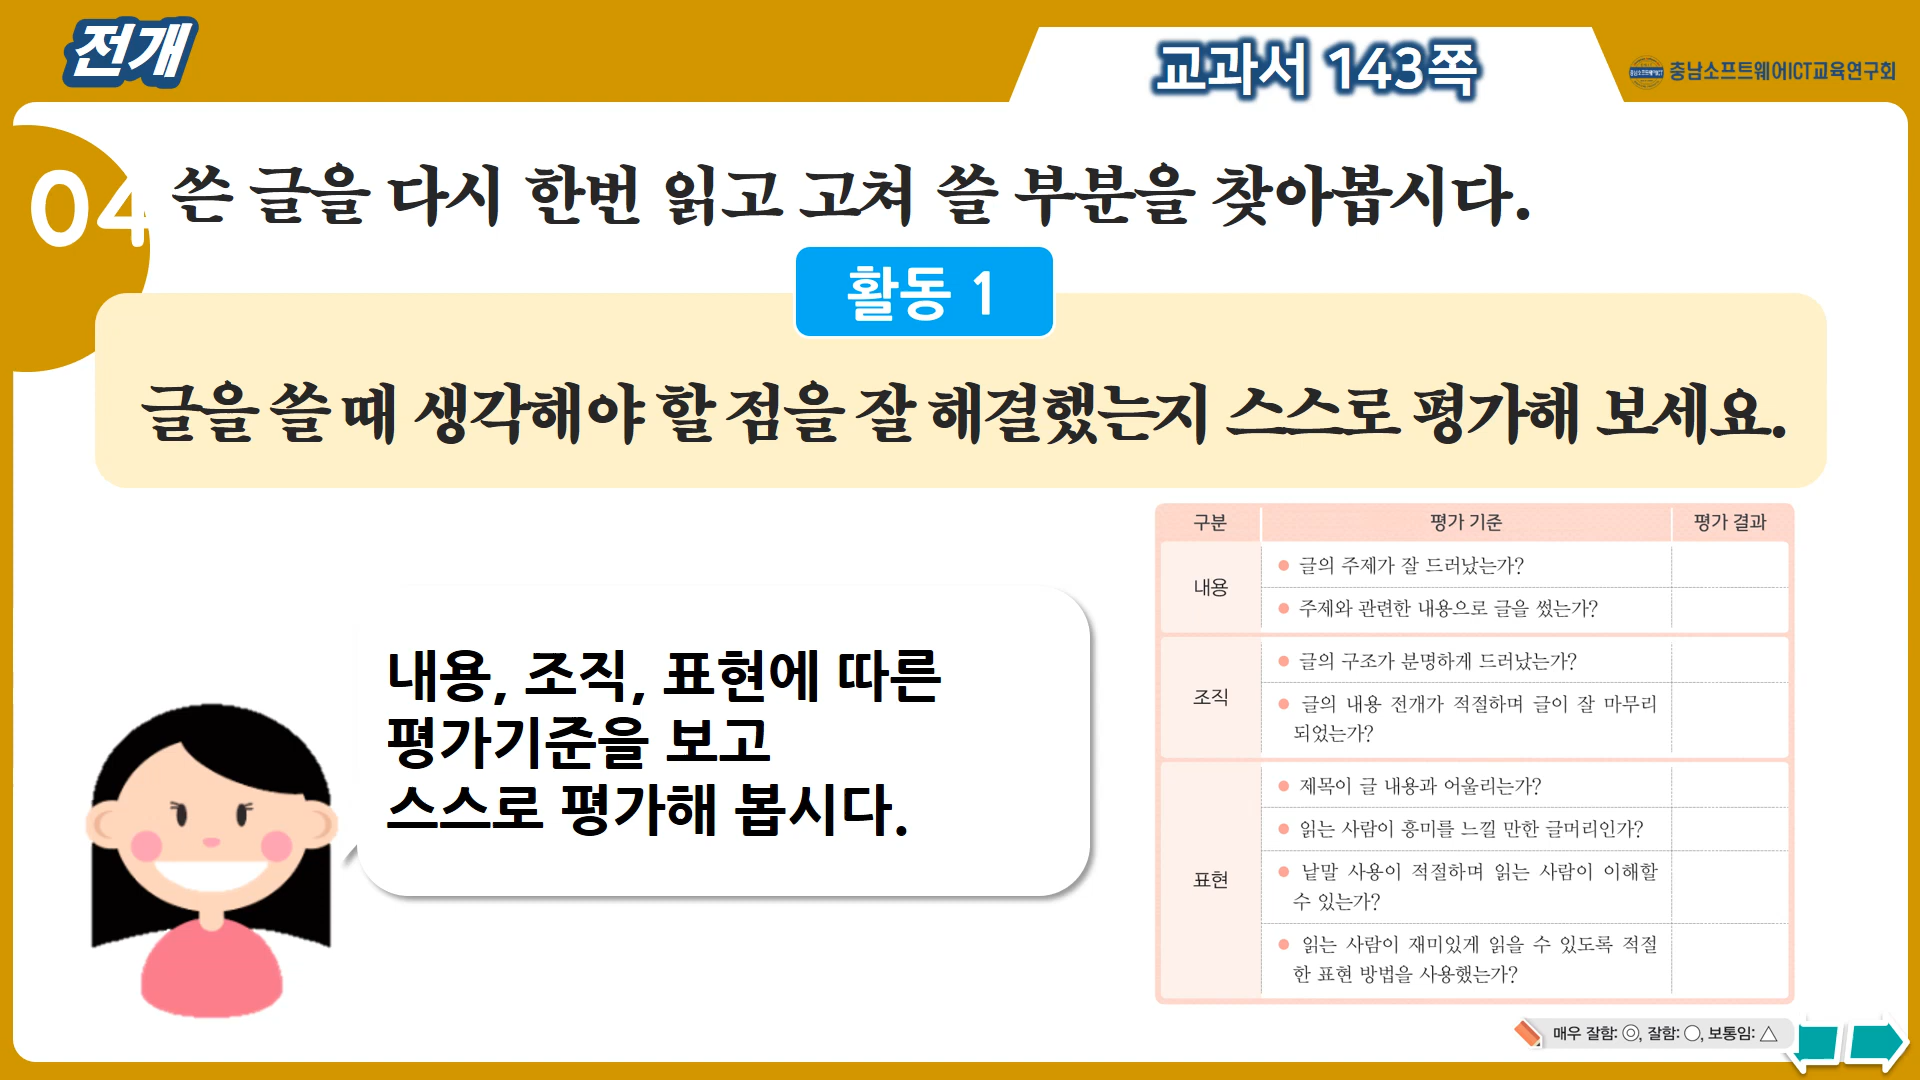 전개
교과서 143쪽
충남소프트웨어ICT교육연구회
04
쓴 글을 다시 한번 읽고 고쳐 쓸 부분을 찾아봅시다.
활동 1
글을 쓸 때 생각해야 할 점을 잘 해결했는지 스스로 평가해 보세요.
내용, 조직, 표현에 따른
평가기준을 보고
스스로 평가해 봅시다.
구분 평가 기준 평가 결과
내용
● 글의 주제가 잘 드러났는가?
● 주제와 관련한 내용으로 글을 썼는가?
조직
● 글의 구조가 분명하게 드러났는가?
● 글의 내용 전개가 적절하며 글이 잘 마무리
되었는가?
표현
● 제목이 글 내용과 어울리는가?
● 읽는 사람이 흥미를 느낄 만한 글머리인가?
● 낱말 사용이 적절하며 읽는 사람이 이해할
수 있는가?
● 읽는 사람이 재미있게 읽을 수 있도록 적절
한 표현 방법을 사용했는가?
매우 잘함: ◎, 잘함: ○, 보통임: △